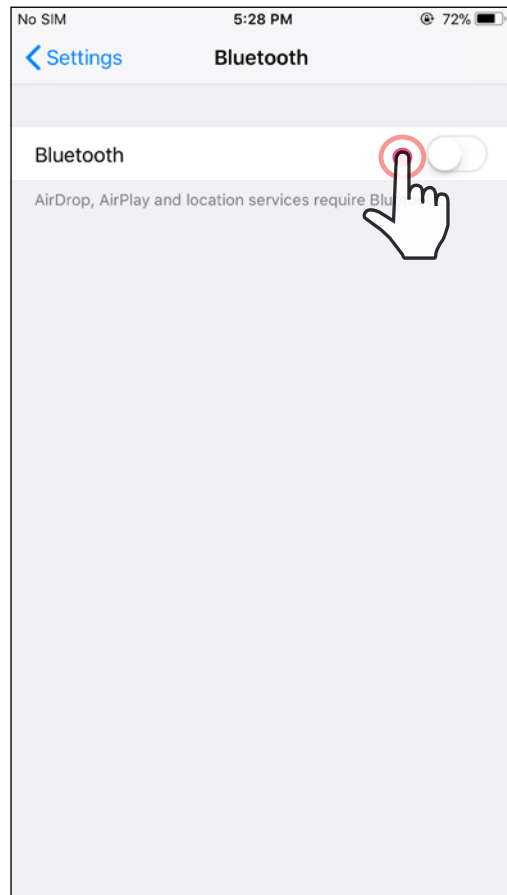 No SIM 5:28 PM 72%
Settings Bluetooth
Bluetooth
AirDrop, AirPlay and location services require